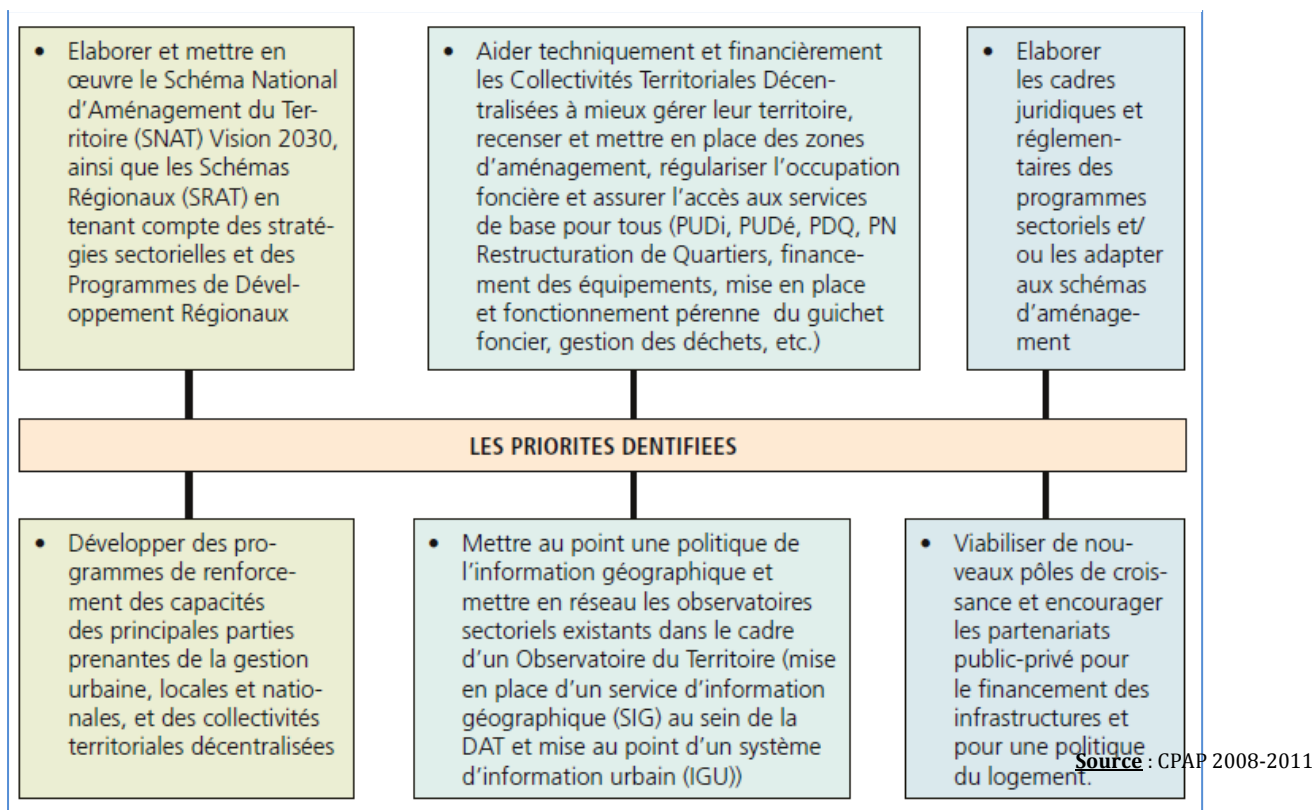 • Elaborer et mettre en
œuvre le Schéma National
d'Aménagement du Ter-
ritoire (SNAT) Vision 2030,
ainsi que les Schémas
Régionaux (SRAT) en
tenant compte des straté-
gies sectorielles et des
Programmes de Dével-
oppement Régionaux
• Aider techniquement et financièrement
les Collectivités Territoriales Décen-
tralisées à mieux gérer leur territoire,
recenser et mettre en place des zones
d'aménagement, régulariser l'occupation
foncière et assurer l'accès aux services
de base pour tous (PUDi, PUDé, PDQ, PN
Restructuration de Quartiers, finance-
ment des équipements, mise en place
et fonctionnement pérenne du guichet
foncier, gestion des déchets, etc.)
• Elaborer
les cadres
juridiques et
réglemen-
taires des
programmes
sectoriels et/
ou les adapter
aux schémas
d'aménage-
ment
LES PRIORITES DENTIFIEES
• Développer des pro-
grammes de renforce-
ment des capacités
des principales parties
prenantes de la gestion
urbaine, locales et natio-
nales, et des collectivités
territoriales décentralisées
• Mettre au point une politique de
l'information géographique et
mettre en réseau les observatoires
sectoriels existants dans le cadre
d'un Observatoire du Territoire (mise
en place d'un service d'information
géographique (SIG) au sein de la
DAT et mise au point d'un système
d'information urbain (IGU))
• Viabiliser de nou-
veaux pôles de crois-
sance et encourager
les partenariats
public-privé pour
le financement des
infrastructures et
pour une politique
du logement.
Source : CPAP 2008-2011